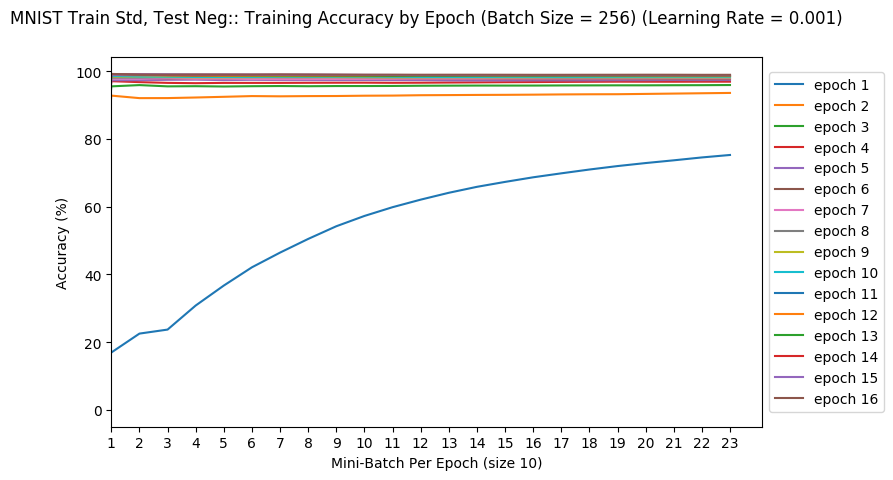 MNIST Train Std, Test Neg:: Training Accuracy by Epoch (Batch Size = 256) (Learning Rate = 0.001)
100
80
60
40
20
0
Accuracy (%)
1 2 3 4 5 6 7 8 9 10 11 12 13 14 15 16 17 18 19 20 21 22 23
Mini-Batch Per Epoch (size 10)
epoch 1
epoch 2
epoch 3
epoch 4
epoch 5
epoch 6
epoch 7
epoch 8
epoch 9
epoch 10
epoch 11
epoch 12
epoch 13
epoch 14
epoch 15
epoch 16